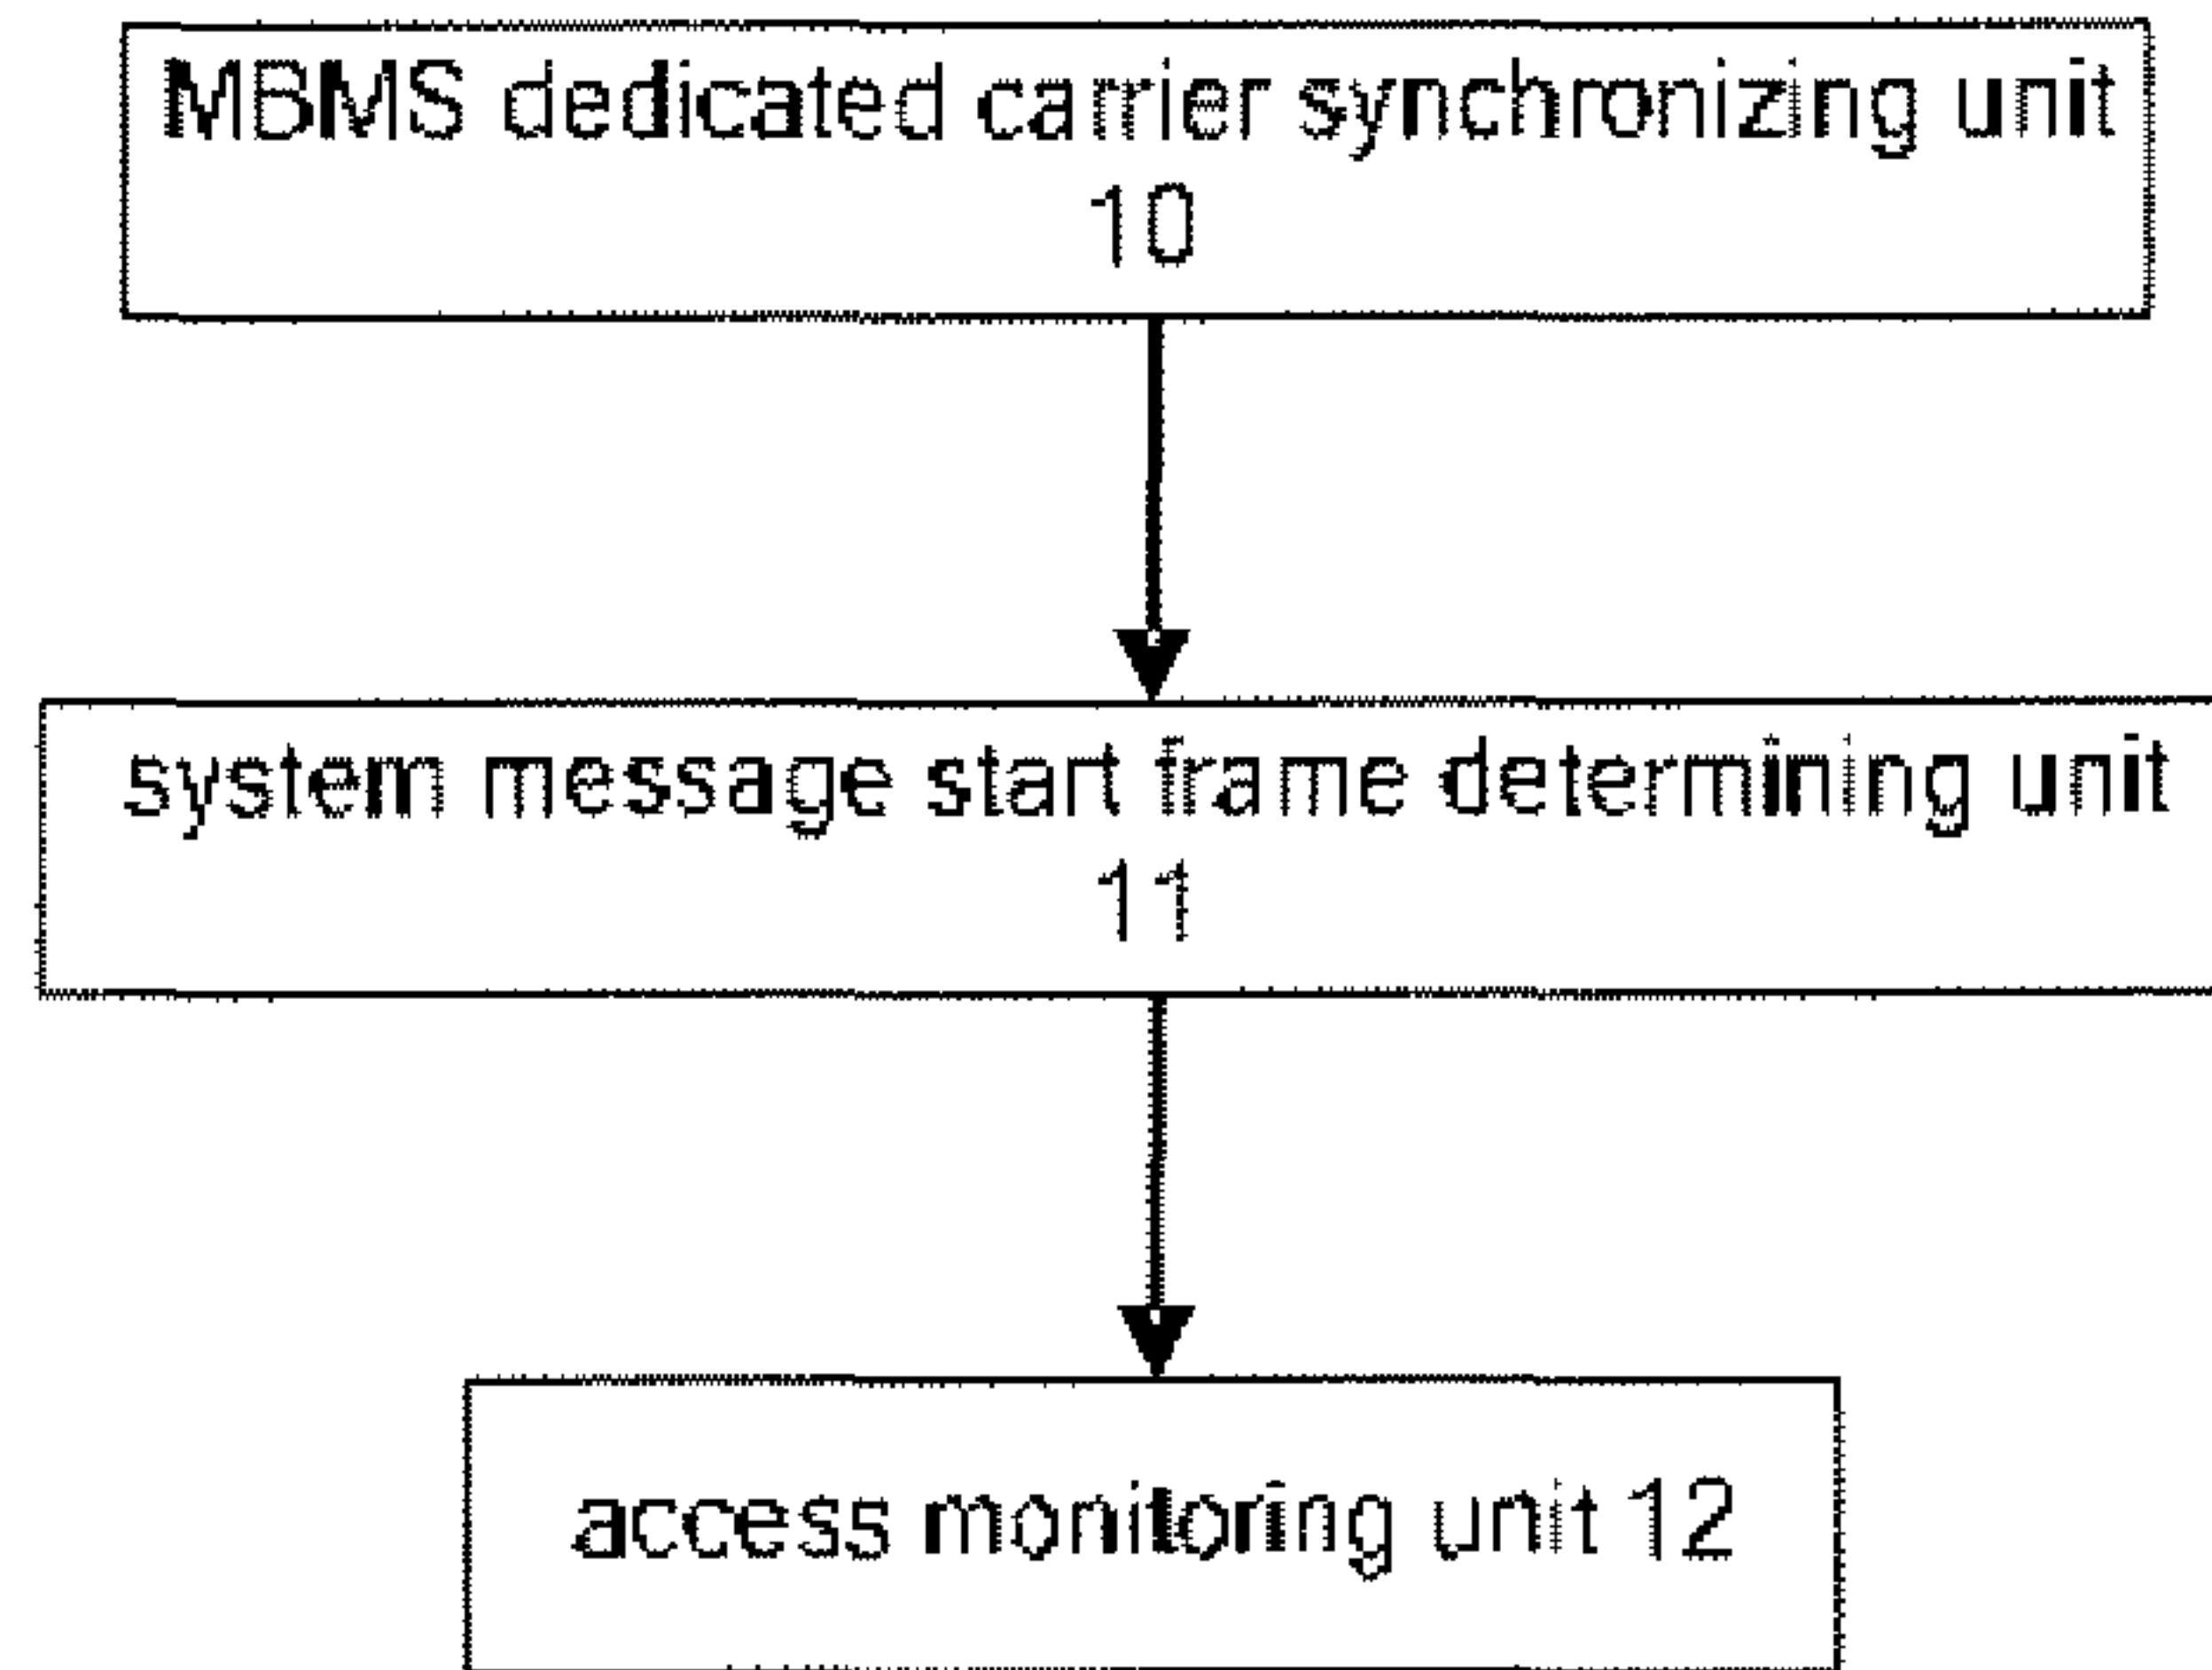 MBMS dedicated carrier synchronizing unit
10
system message start frame determining unit
11
access monitoring unit 12